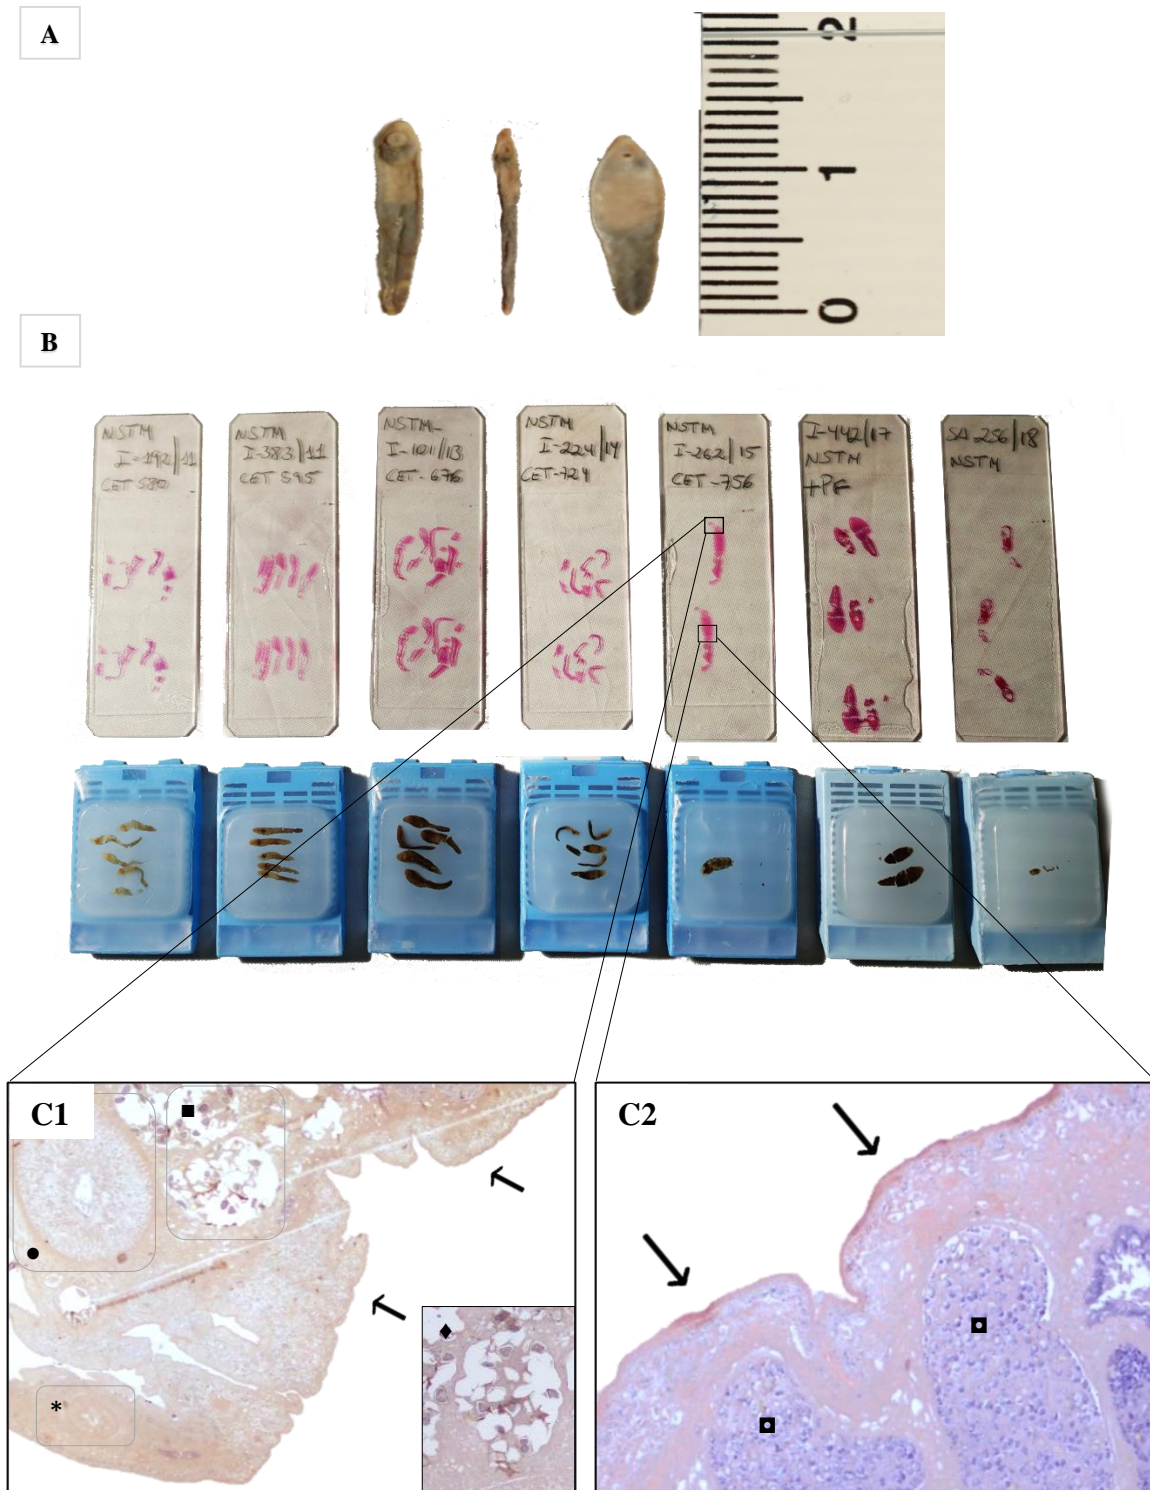 A
2
1
0
B
NSTM
I-192/11
CET 580
NSTM
I-383/11
CET 595
NSTM-
I-101/13
CET-676
NSTM
I-224/14
CET-724
NSTM
I-262/15
CET-756
I-442/17
NSTM
+PF
SA-256/18
NSTM
C1
*
C2